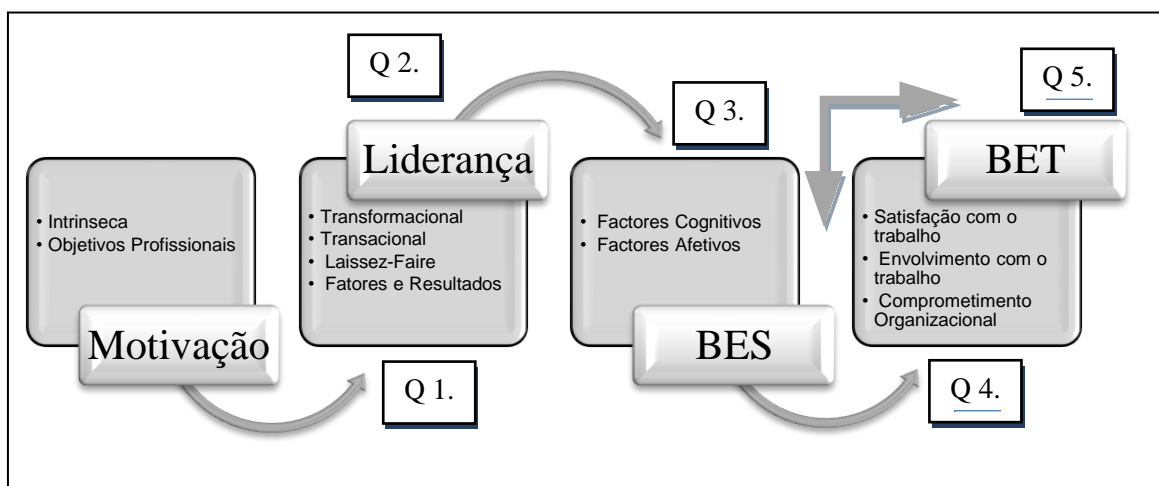 Q 2.
Q 5.
Q 3.
Liderança
BET
• Intrinseca
• Objetivos Profissionais
• Transformacional
• Transacional
• Laissez-Faire
• Fatores e Resultados
• Factores Cognitivos
• Factores Afetivos
• Satisfação com o
trabalho
• Envolvimento com o
trabalho
• Comprometimento
Organizacional
Motivação
BES
Q 1.
Q 4.